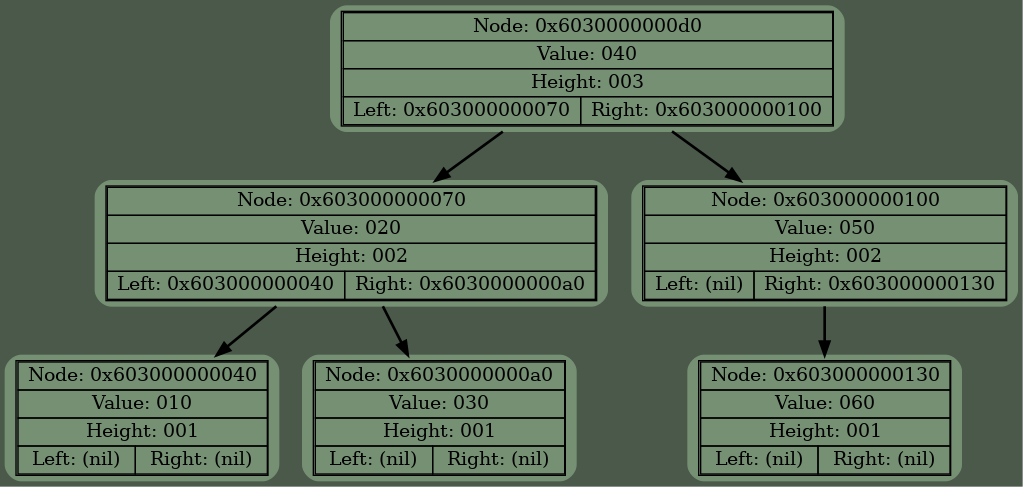 Node: 0x6030000000d0
Value: 040
Height: 003
Left: 0x603000000070 Right: 0x603000000100
Node: 0x603000000070
Value: 020
Height: 002
Left: 0x603000000040 Right: 0x6030000000a0
Node: 0x603000000100
Value: 050
Height: 002
Left: (nil) Right: 0x603000000130
Node: 0x603000000040
Value: 010
Height: 001
Left: (nil) Right: (nil)
Node: 0x6030000000a0
Value: 030
Height: 001
Left: (nil) Right: (nil)
Node: 0x603000000130
Value: 060
Height: 001
Left: (nil) Right: (nil)